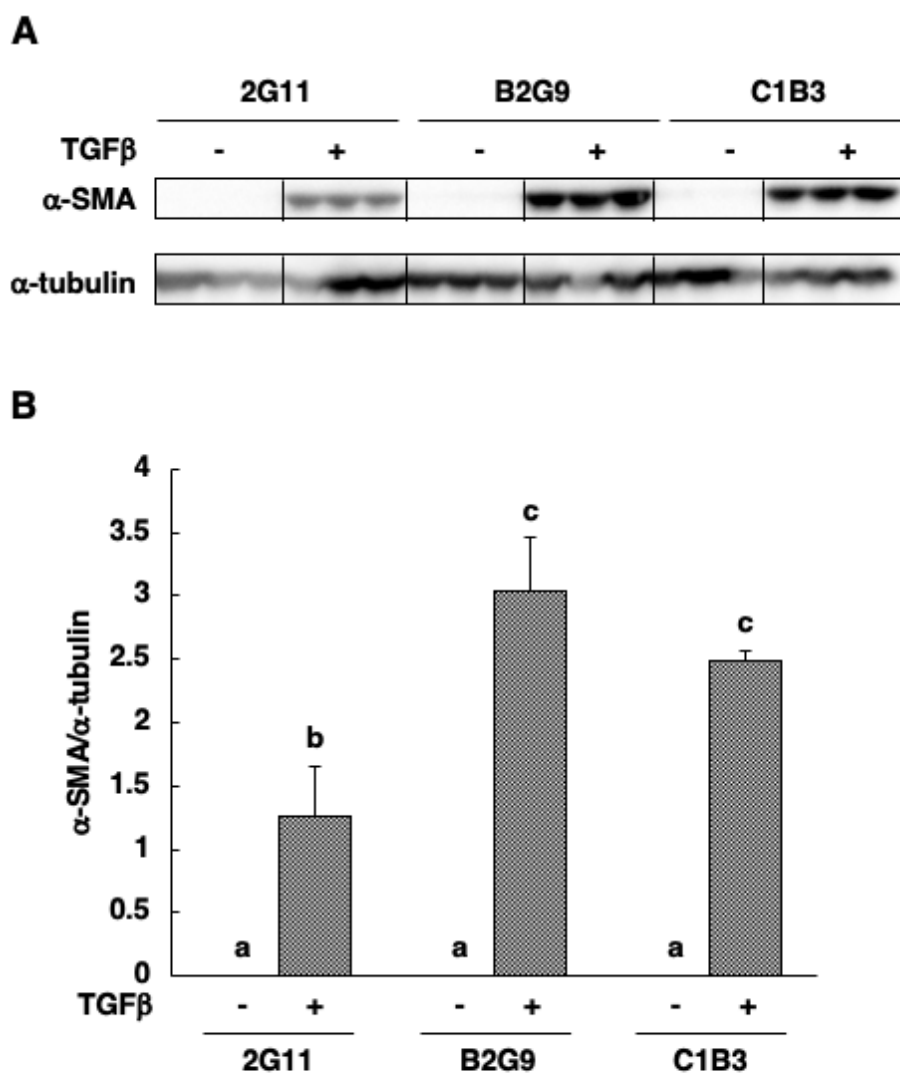 A
2G11 B2G9 C1B3
TGFβ - + - + - +
α-SMA
α-tubulin
B
4
3.5
3
2.5
2
1.5
1
0.5
0
α-SMA/α-tubulin
a b a c a c
TGFβ - + - + - +
2G11 B2G9 C1B3